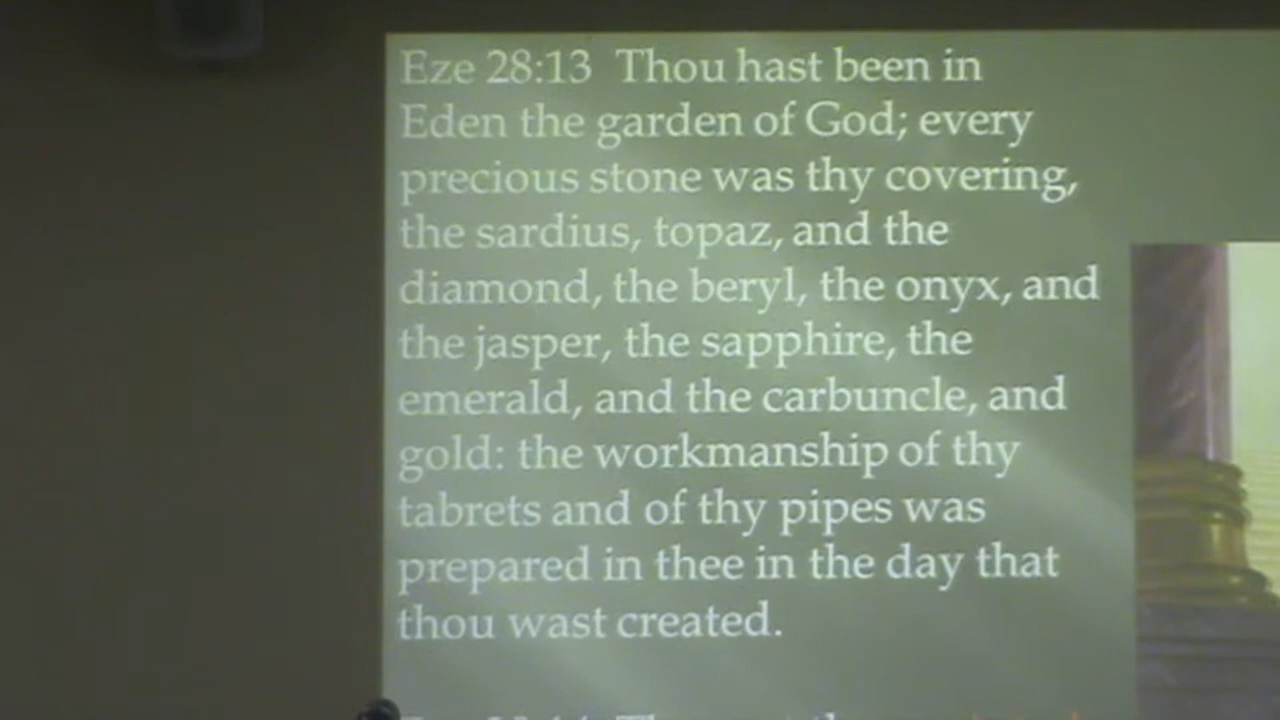 Eze 28:13 Thou hast been in
Eden the garden of God; every
precious stone was thy covering,
the sardius, topaz, and the
diamond, the beryl, the onyx, and
the jasper, the sapphire, the
emerald, and the carbuncle, and
gold: the workmanship of thy
tabrets and of thy pipes was
prepared in thee in the day that
thou wast created.